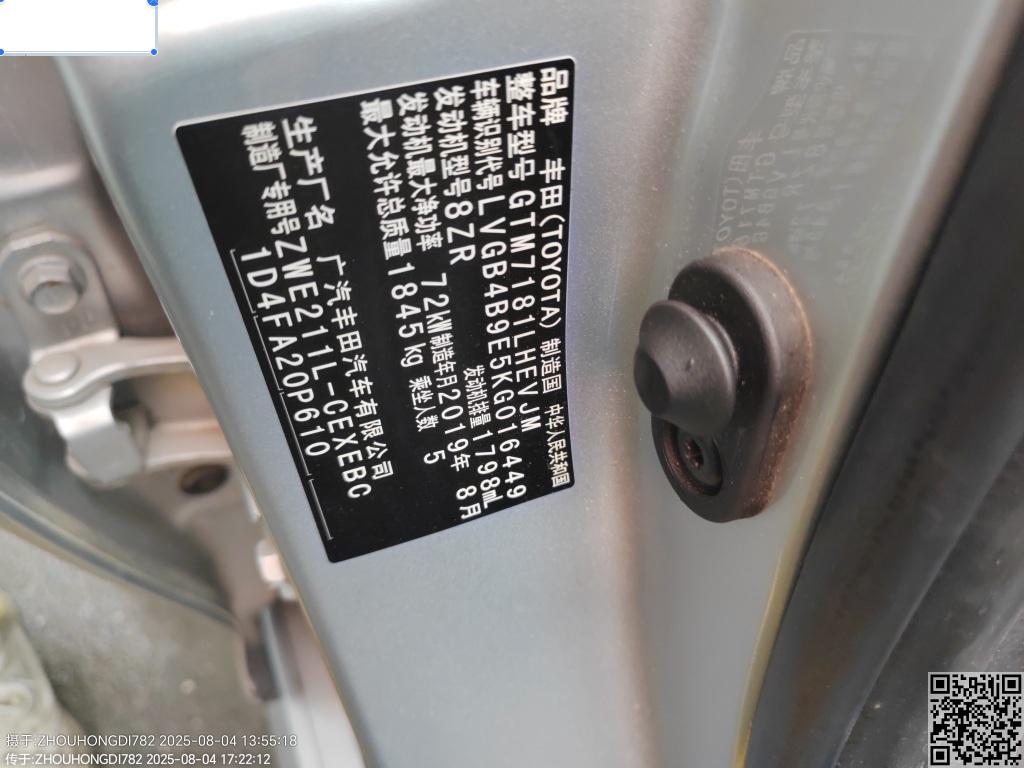 品牌 丰田(TOYOTA) 制造国 中华人民共和国
整车型号 GTM7181LHEVJM
车辆识别代号 LVGB4B9E5KG016449
发动机型号 8ZR 发动机排量 1798mL
发动机最大净功率 72kW 制造年月 2019年 8月
最大允许总质量 1845kg 乘坐人数 5
生产厂名 广汽丰田汽车有限公司
制造厂专用号 ZWE211L-CEXEBC
1D4FA20P610
摄于:ZHOUHONGDI782 2025-08-04 13:55:18
传于:ZHOUHONGDI782 2025-08-04 17:22:12